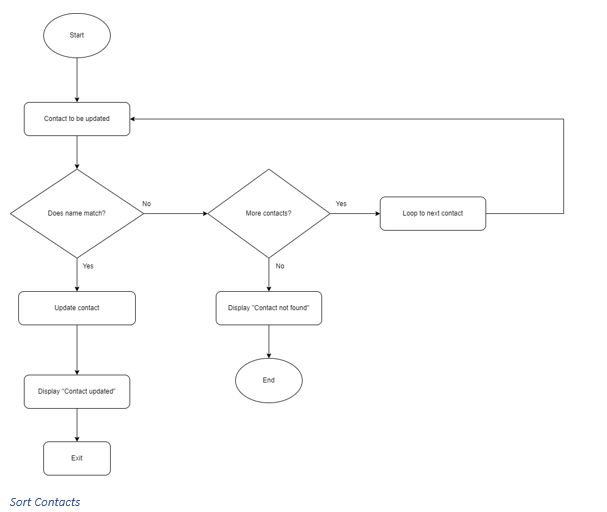 Start
Contact to be updated
Does name match?
No
More contacts?
Yes
Loop to next contact
Yes
No
Update contact
Display "Contact not found"
End
Display "Contact updated"
Exit
Sort Contacts